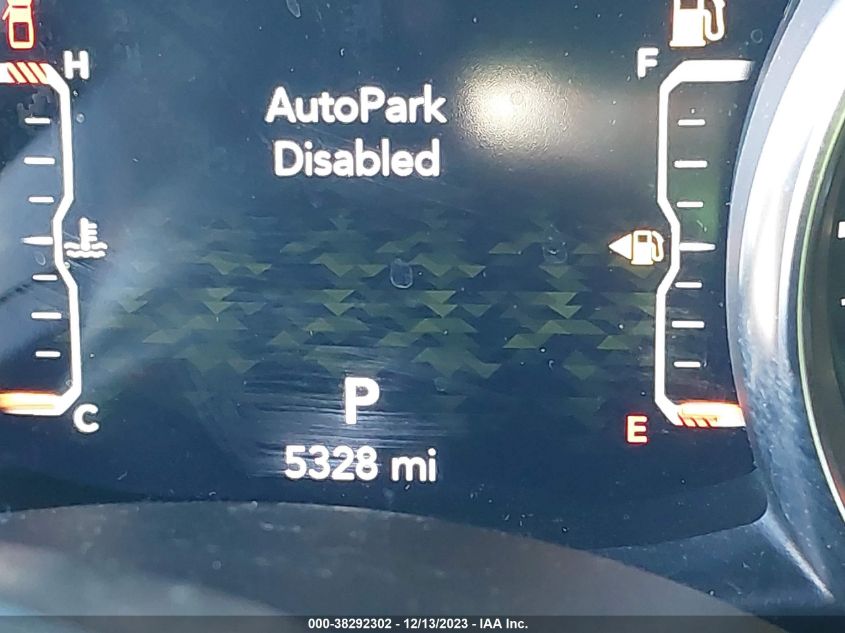 H
F
AutoPark
Disabled
P
C
E
5328 mi
000-38292302 - 12/13/2023 - IAA Inc.